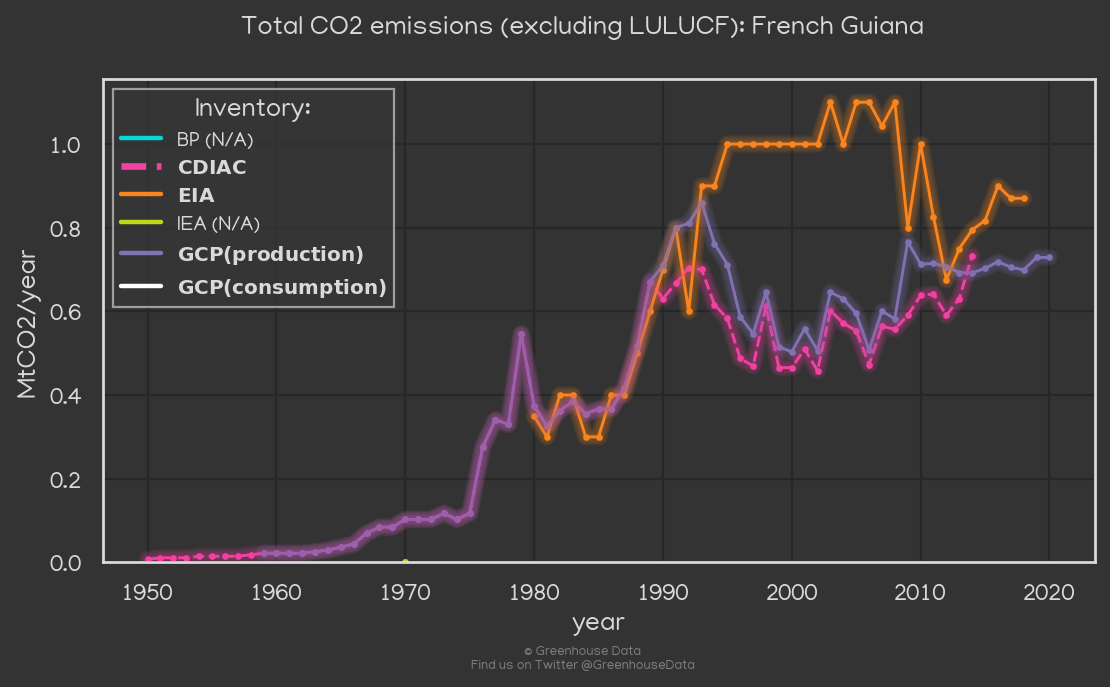 Total CO2 emissions (excluding LULUCF): French Guiana
Inventory:
BP (N/A)
CDIAC
EIA
IEA (N/A)
GCP(production)
GCP(consumption)
MtCO2/year
1.0
0.8
0.6
0.4
0.2
0.0
1950 1960 1970 1980 1990 2000 2010 2020
year
© Greenhouse Data
Find us on Twitter @GreenhouseData